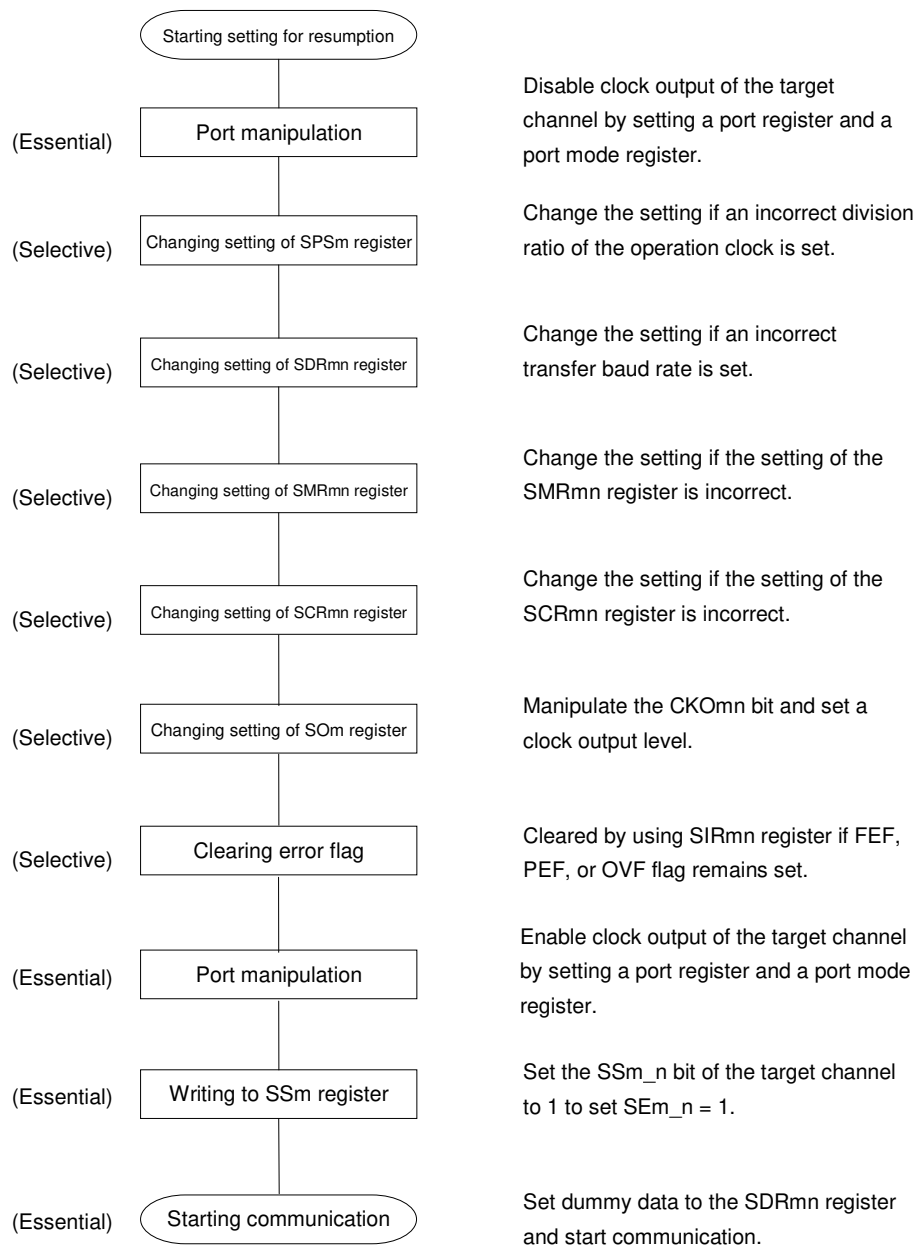 Starting setting for resumption
(Essential)
Port manipulation
Disable clock output of the target
channel by setting a port register and a
port mode register.
(Selective)
Changing setting of SPSm register
Change the setting if an incorrect division
ratio of the operation clock is set.
(Selective)
Changing setting of SDRmn register
Change the setting if an incorrect
transfer baud rate is set.
(Selective)
Changing setting of SMRmn register
Change the setting if the setting of the
SMRmn register is incorrect.
(Selective)
Changing setting of SCRmn register
Change the setting if the setting of the
SCRmn register is incorrect.
(Selective)
Changing setting of SOm register
Manipulate the CKOmn bit and set a
clock output level.
(Selective)
Clearing error flag
Cleared by using SIRmn register if FEF,
PEF, or OVF flag remains set.
(Essential)
Port manipulation
Enable clock output of the target channel
by setting a port register and a port mode
register.
(Essential)
Writing to SSm register
Set the SSm_n bit of the target channel
to 1 to set SEm_n = 1.
(Essential)
Starting communication
Set dummy data to the SDRmn register
and start communication.